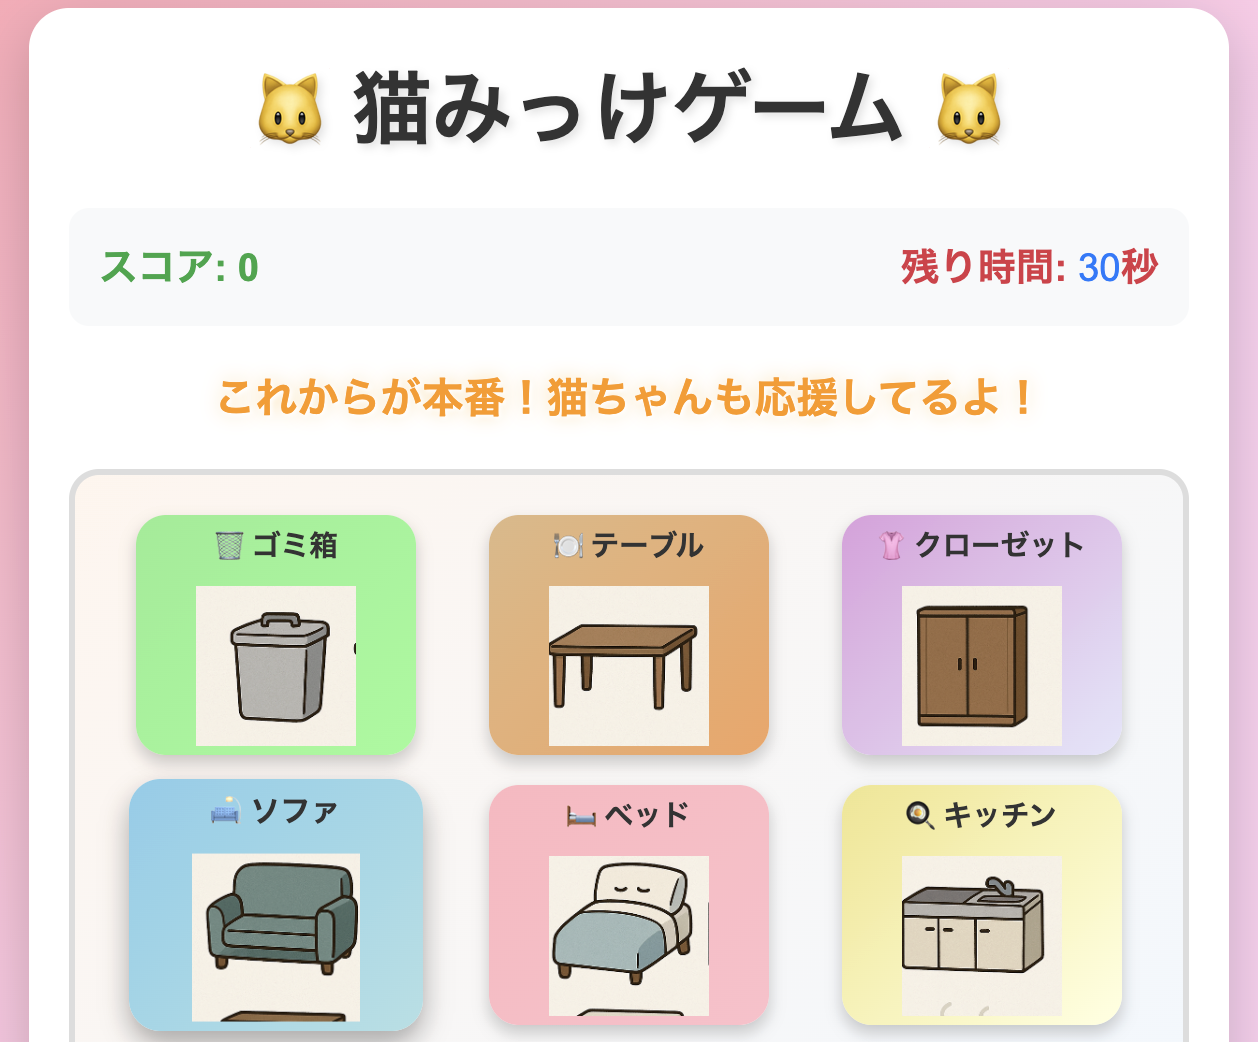 猫みっけゲーム
スコア: 0
残り時間: 30秒
これからが本番！猫ちゃんも応援してるよ！
ゴミ箱
テーブル
クローゼット
ソファ
ベッド
キッチン